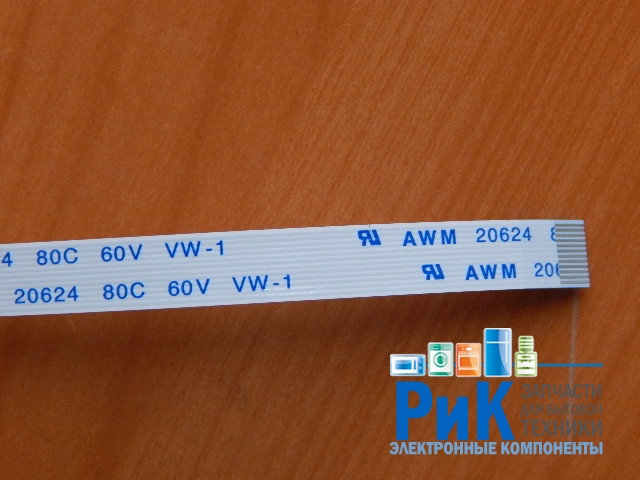 4 80C 60V VW-1 AWM 20624 8
20624 80C 60V VW-1 AWM 206
РиК
ЗАПЧАСТИ
ДЛЯ БЫТОВОЙ
ТЕХНИКИ
ЭЛЕКТРОННЫЕ КОМПОНЕНТЫ